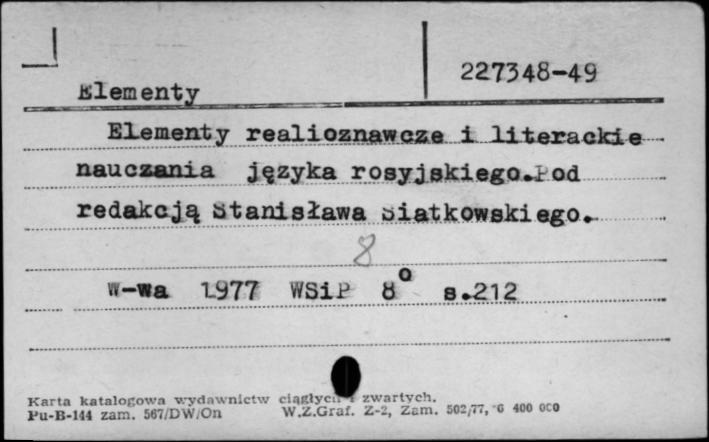 227348-49
Elementy
Elementy realioznawcze i literackie
nauczania języka rosyjskiego.Pod
redakcją Stanisława Siatkowskiego.
8
W-wa 1977 WSiP 8° s.212
Karta katalogowa wydawnictw ciągłych i zwartych.
Pu-B-144 zam. 567/DW/On W.Z.Graf. Z-2, Zam. 502/77, 6 400 000